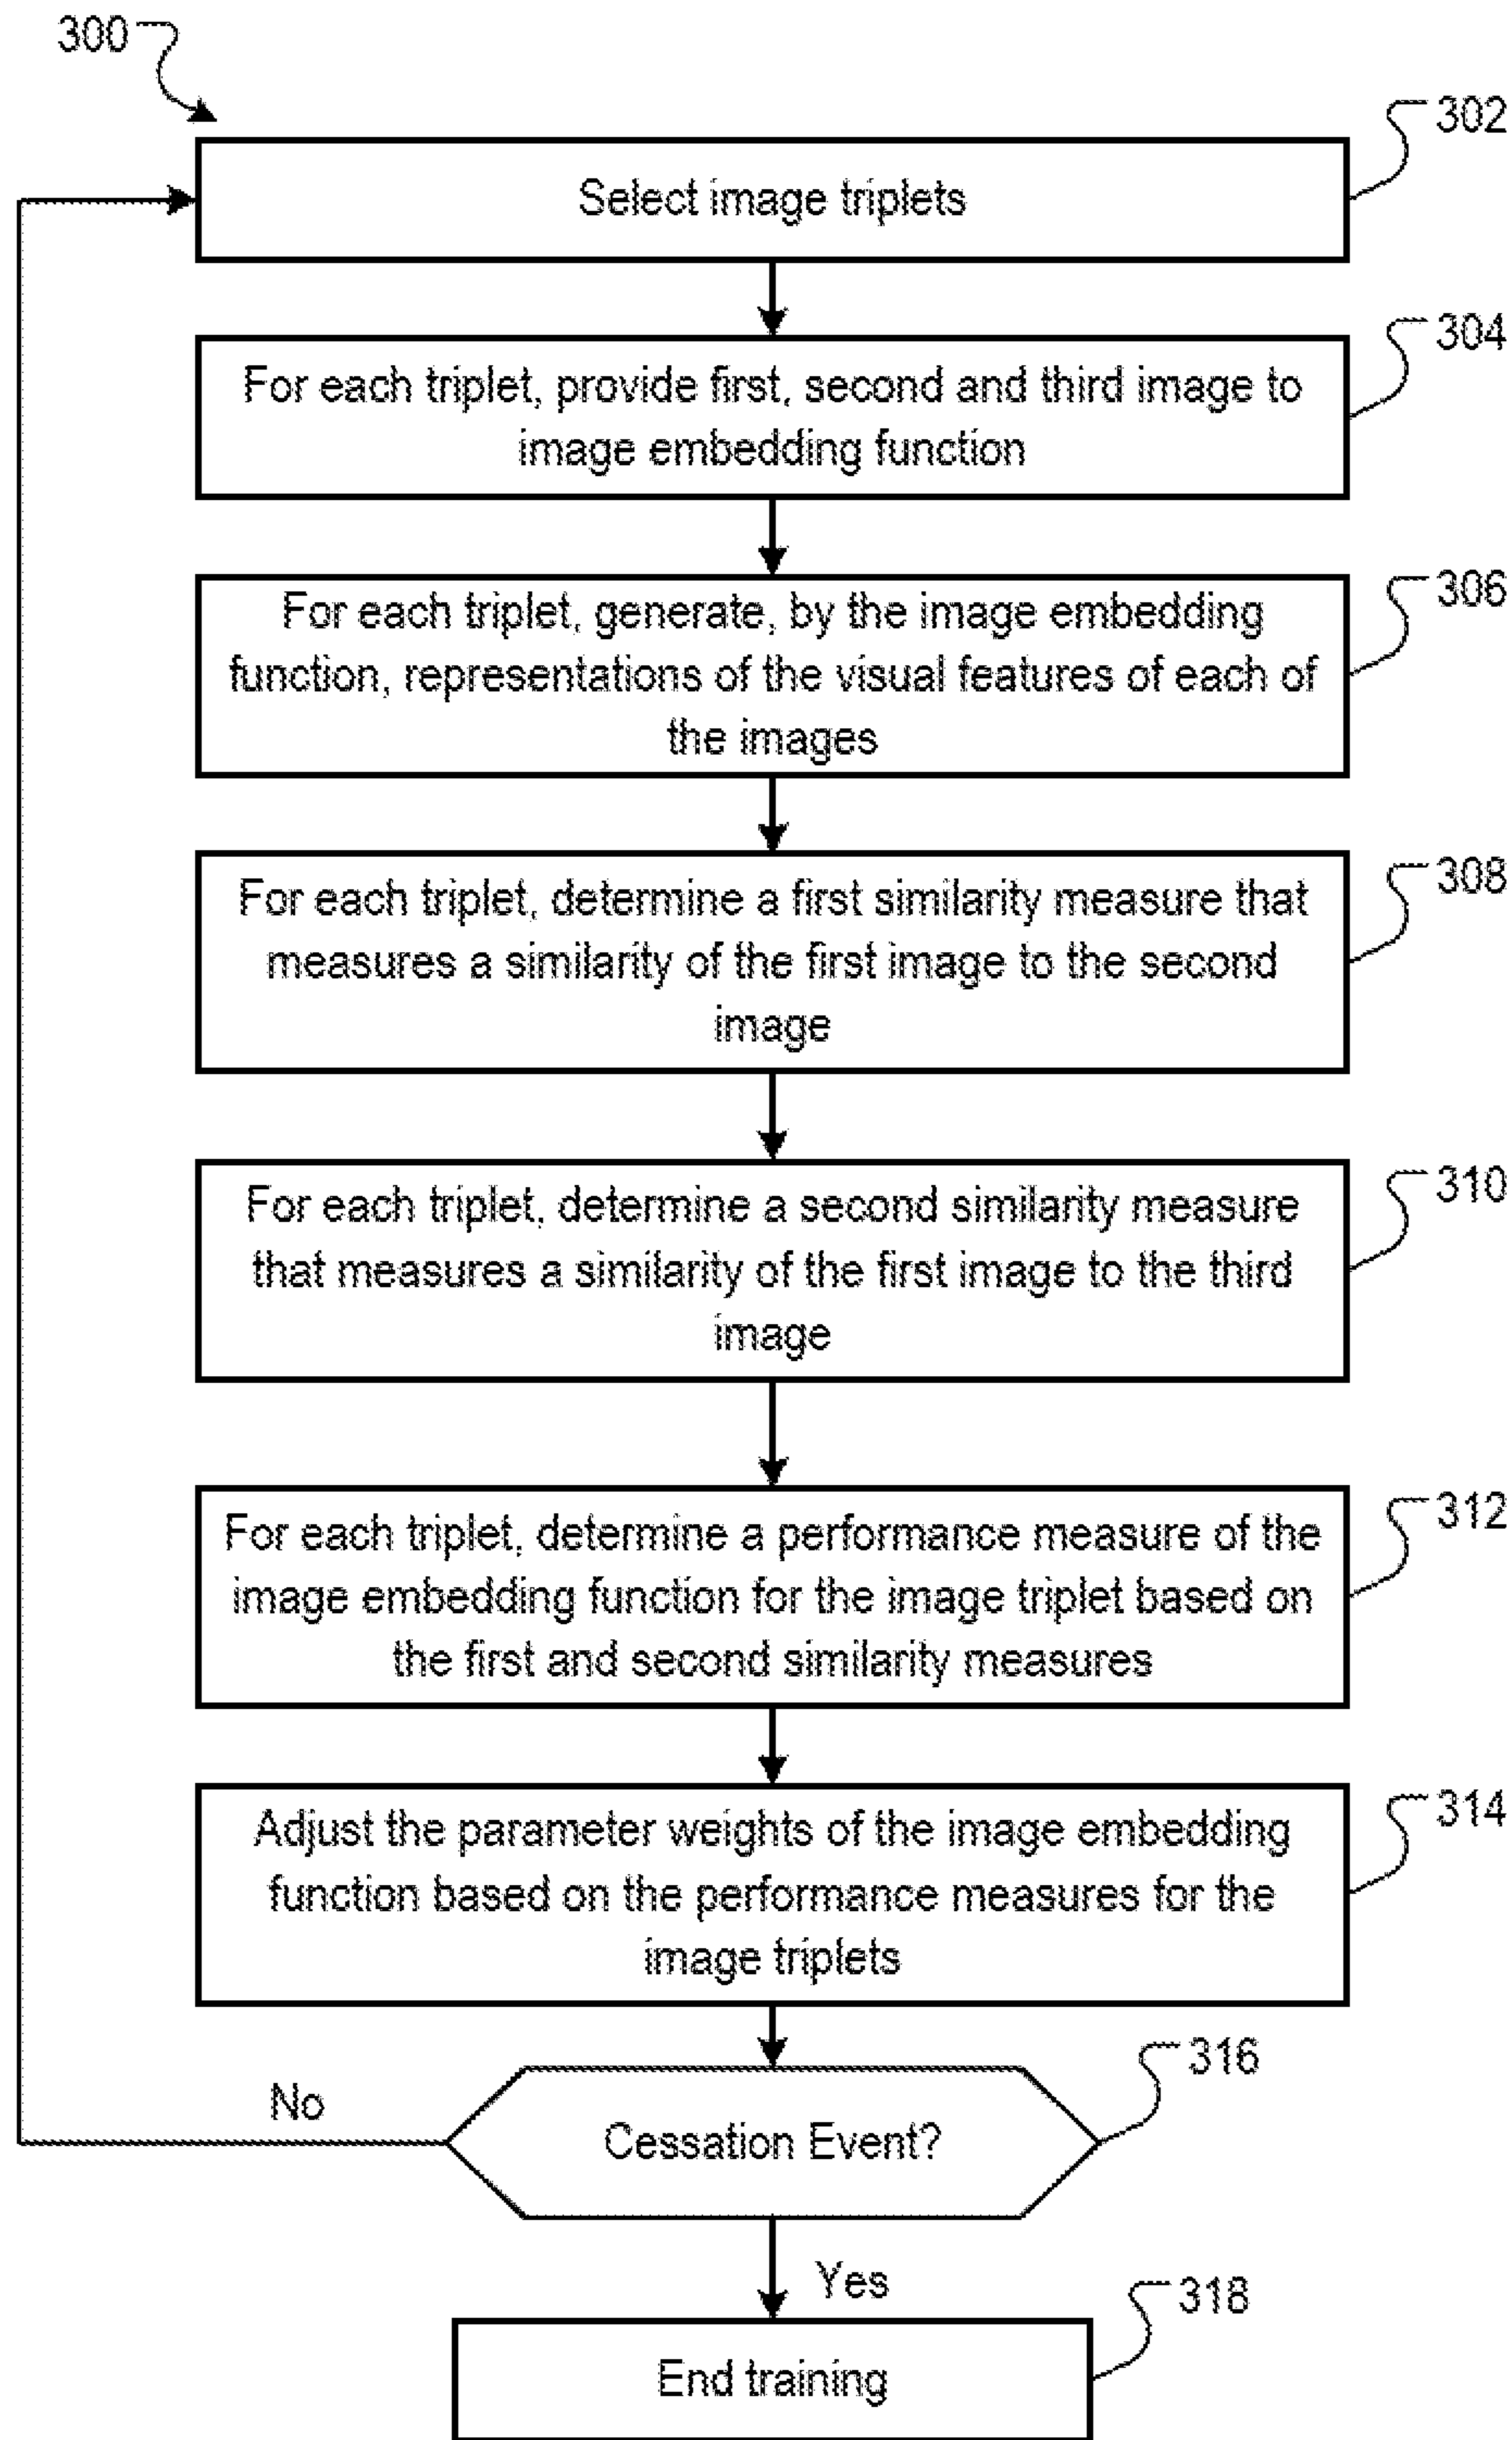 300
302
Select image triplets
304
For each triplet, provide first, second and third image to
image embedding function
306
For each triplet, generate, by the image embedding
function, representations of the visual features of each of
the images
308
For each triplet, determine a first similarity measure that
measures a similarity of the first image to the second
image
310
For each triplet, determine a second similarity measure
that measures a similarity of the first image to the third
image
312
For each triplet, determine a performance measure of the
image embedding function for the image triplet based on
the first and second similarity measures
314
Adjust the parameter weights of the image embedding
function based on the performance measures for the
image triplets
316
No
Cessation Event?
Yes
318
End training